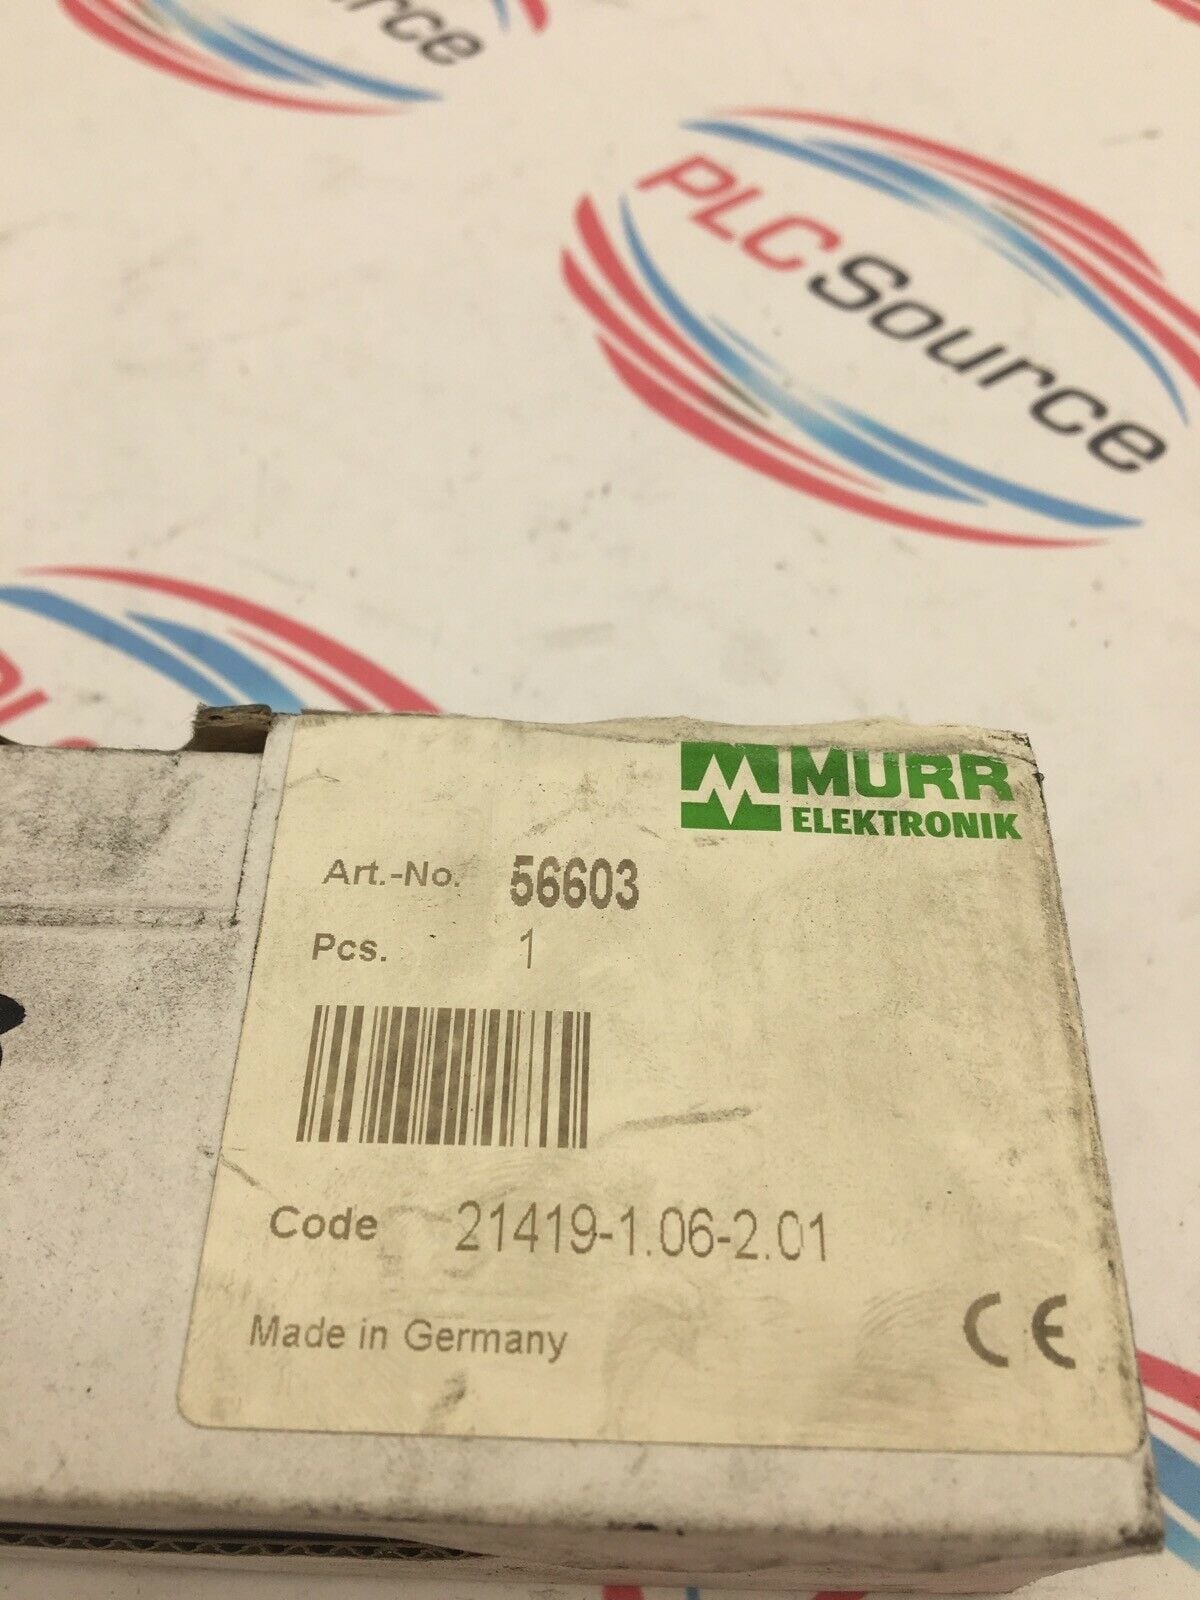 urce
PLC Source
MURR
ELEKTRONIK
Art.-No. 56603
Pcs. 1
Code 21419-1.06-2.01
Made in Germany
CE